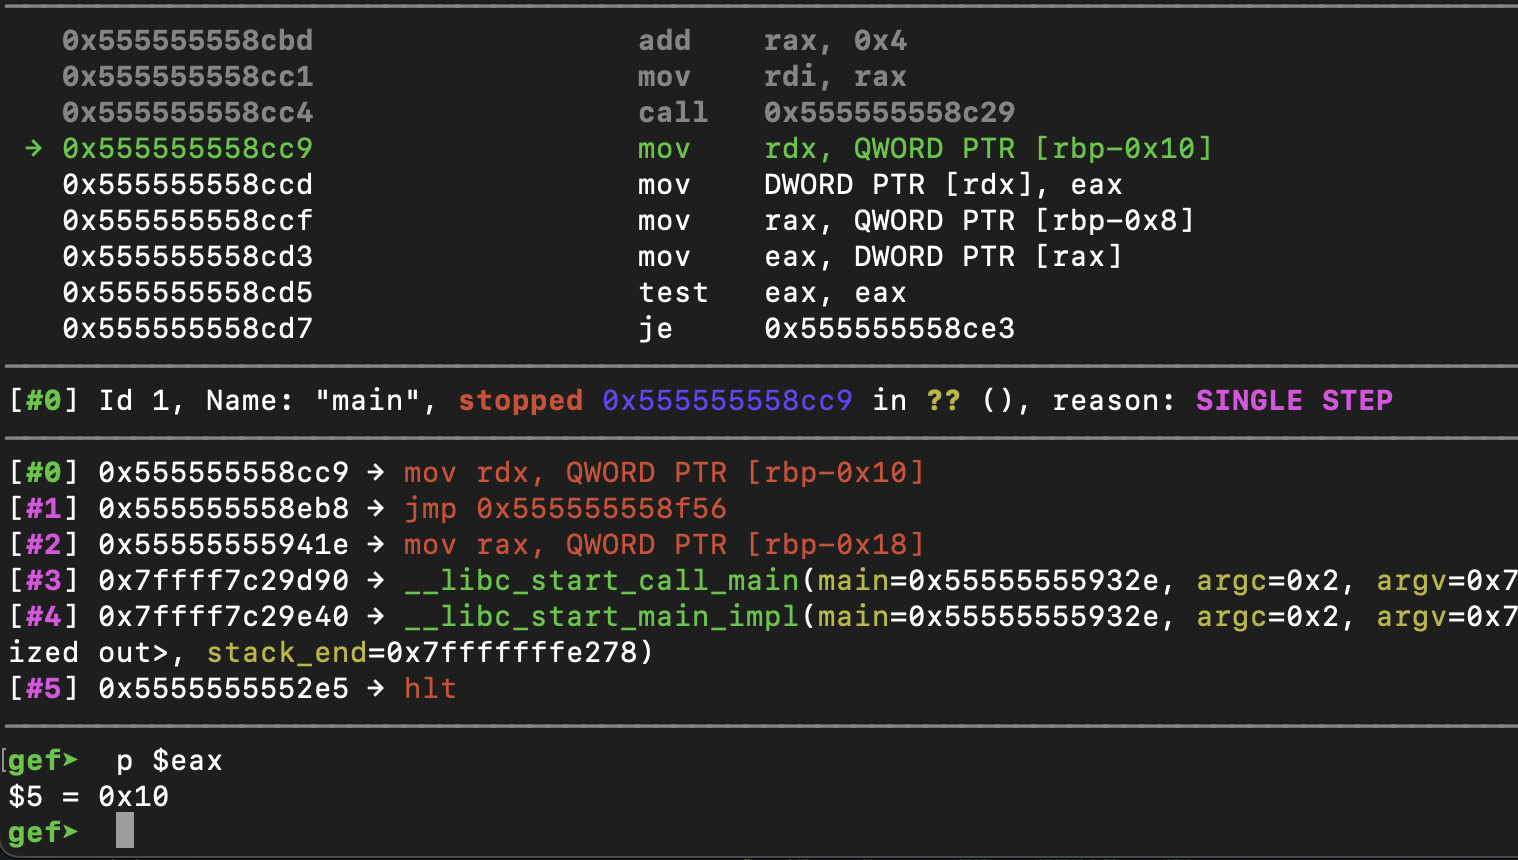 0x555555558cbd add rax, 0x4
0x555555558cc1 mov rdi, rax
0x555555558cc4 call 0x555555558c29
→ 0x555555558cc9 mov rdx, QWORD PTR [rbp-0x10]
0x555555558ccd mov DWORD PTR [rdx], eax
0x555555558ccf mov rax, QWORD PTR [rbp-0x8]
0x555555558cd3 mov eax, DWORD PTR [rax]
0x555555558cd5 test eax, eax
0x555555558cd7 je 0x555555558ce3
[#0] Id 1, Name: "main", stopped 0x555555558cc9 in ?? (), reason: SINGLE STEP
[#0] 0x555555558cc9 → mov rdx, QWORD PTR [rbp-0x10]
[#1] 0x555555558eb8 → jmp 0x555555558f56
[#2] 0x55555555941e → mov rax, QWORD PTR [rbp-0x18]
[#3] 0x7ffff7c29d90 → __libc_start_call_main(main=0x55555555932e, argc=0x2, argv=0x7
[#4] 0x7ffff7c29e40 → __libc_start_main_impl(main=0x55555555932e, argc=0x2, argv=0x7
ized out>, stack_end=0x7fffffffe278)
[#5] 0x5555555552e5 → hlt
[gef➤ p $eax
$5 = 0x10
gef➤